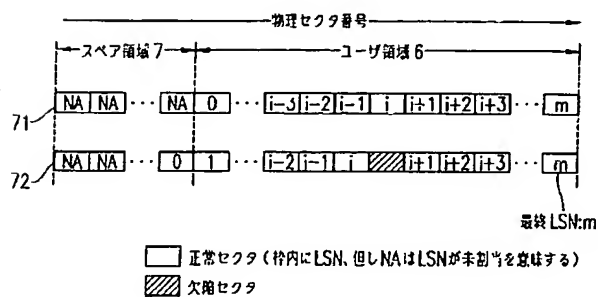 物理セクタ番号
スペア領域7 ユーザ領域6
71 NA NA ··· NA 0 ··· i-3 i-2 i-1 i i+1 i+2 i+3 ··· m
72 NA NA ··· 0 1 ··· i-2 i-1 i i+1 i+2 i+3 ··· m
最終LSN:m
正常セクタ(枠内にLSN、但しNAはLSNが未割当を意味する)
欠陥セクタ